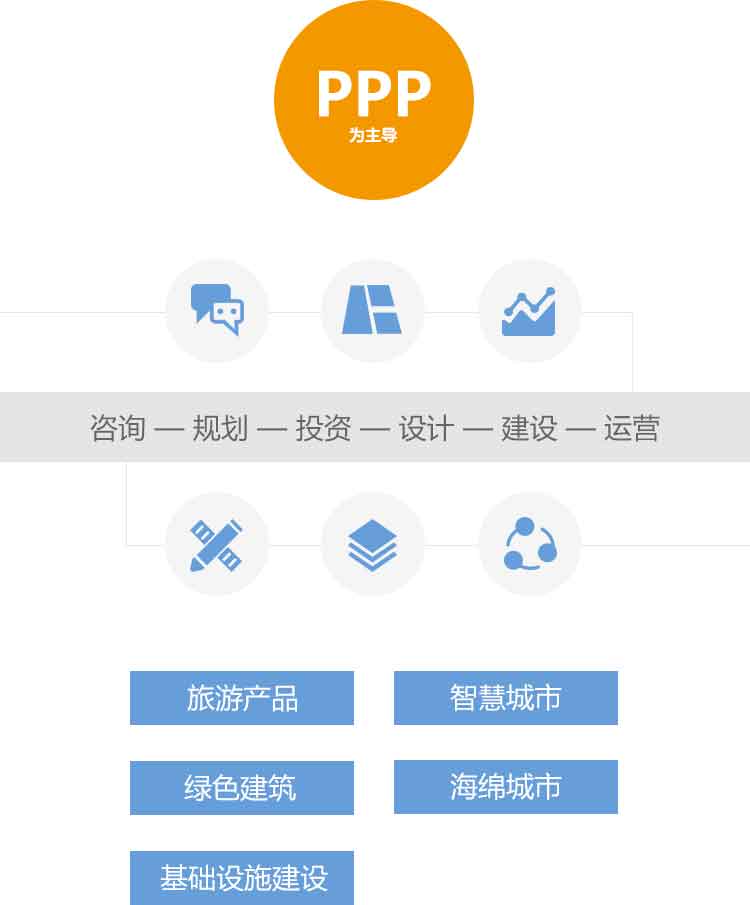 PPP
为主导
咨询 — 规划 — 投资 — 设计 — 建设 — 运营
旅游产品
智慧城市
绿色建筑
海绵城市
基础设施建设